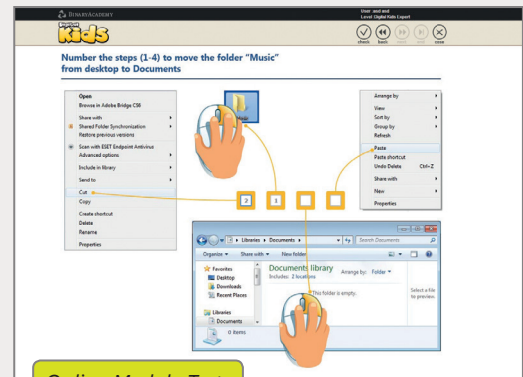 BINARYACADEMY
User and and
Level Digital Kids Expert
Kids
check back next end close
Number the steps (1-4) to move the folder "Music"
from desktop to Documents
Open
Browse in Adobe Bridge CS6
Share with
Shared Folder Synchronization
Restore previous versions
Scan with ESET Endpoint Antivirus
Advanced options
Include in library
Send to
Cut
Copy
Create shortcut
Delete
Rename
Properties
Arrange by
View
Sort by
Group by
Refresh
Paste
Paste shortcut
Undo Delete Ctrl+Z
Share with
New
Properties
2 1
Libraries Documents
Search Documents
Organize Share with New folder
Favorites
Desktop
Downloads
Recent Places
Libraries
Documents
Documents library
Includes: 2 locations
Arrange by: Folder
This folder is empty.
Select a file
to preview.
0 items
Online Module Test